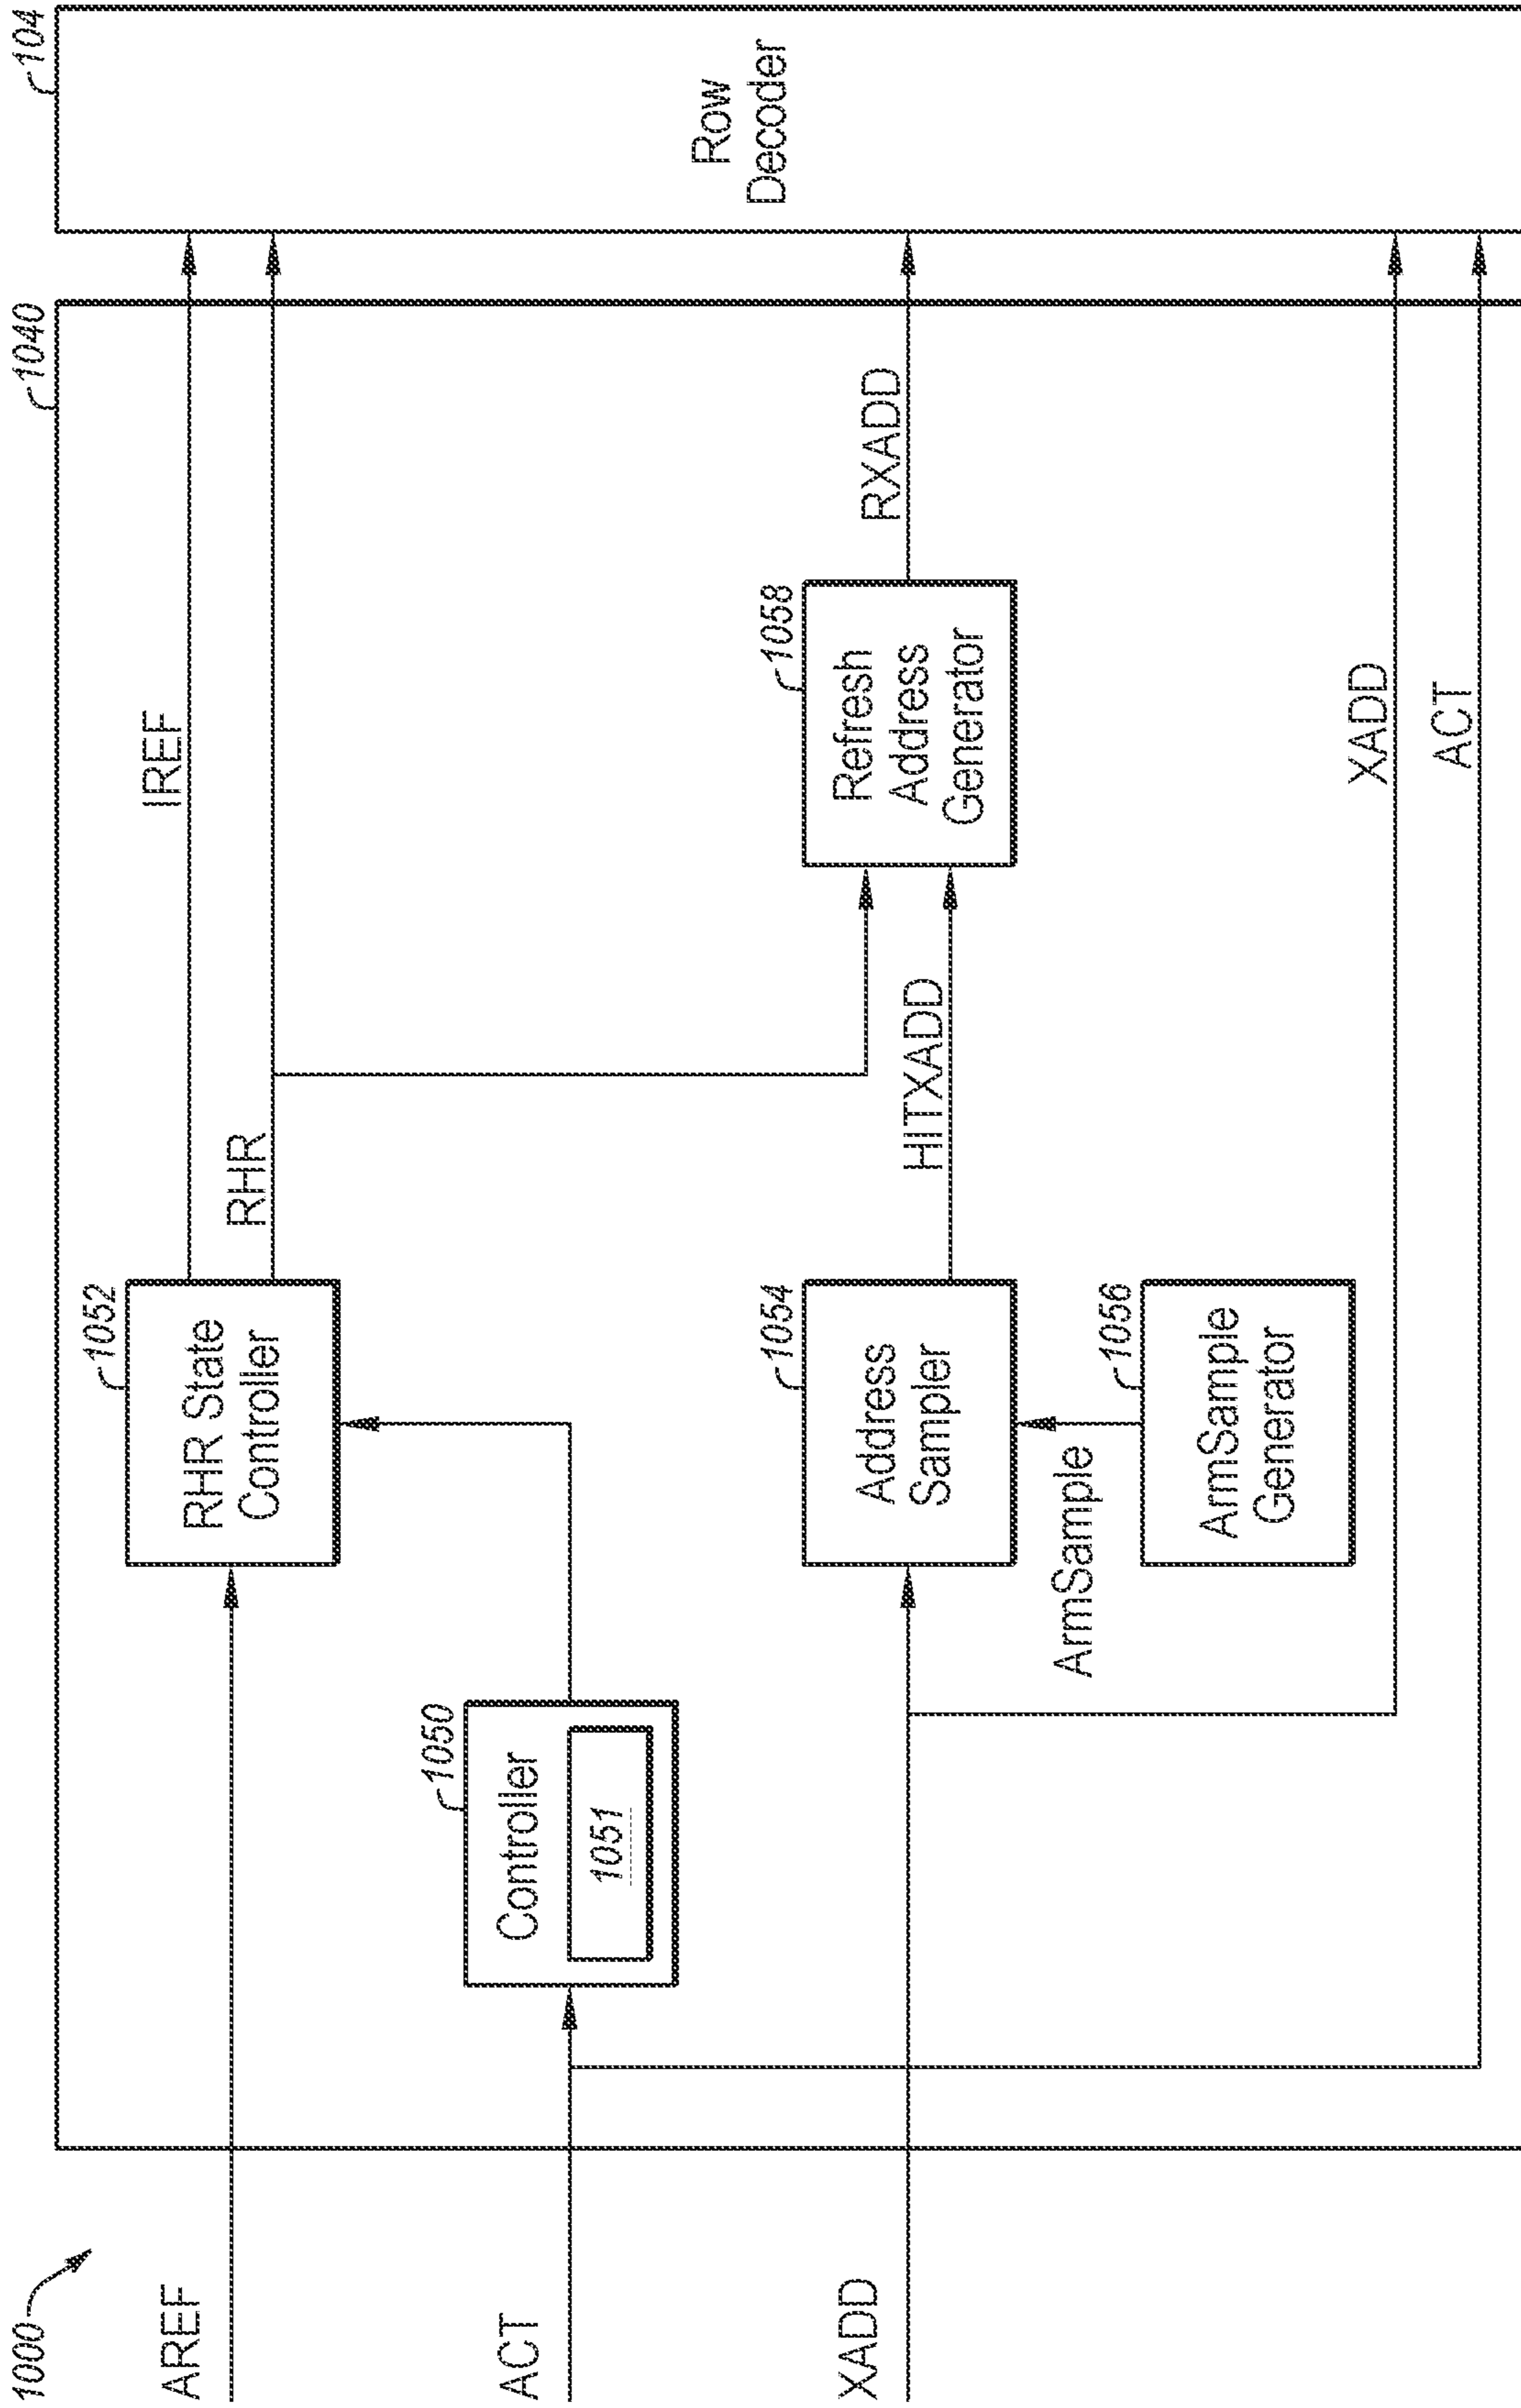 1000
1040
104
AREF
ACT
XADD
1052
RHR State
Controller
1050
Controller
1051
1054
Address
Sampler
ArmSample
1056
ArmSample
Generator
IREF
RHR
HITXADD
1058
Refresh
Address
Generator
RXADD
XADD
ACT
Row
Decoder